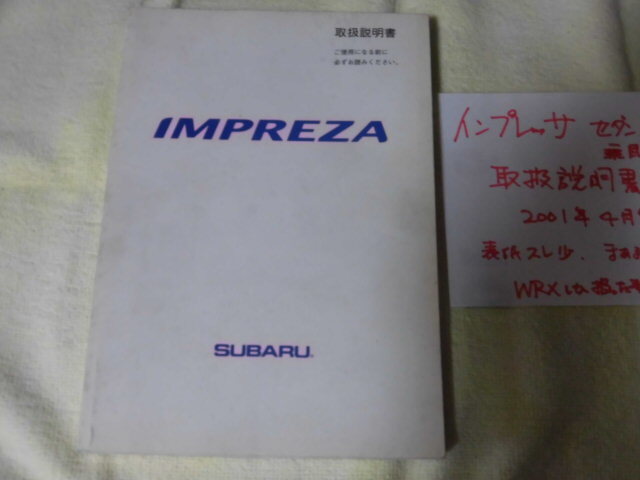 取扱説明書
ご使用になる前に
必ずお読みください。
IMPREZA
SUBARU
インプレッサ セダン
取扱説明書
2001年4月
表紙スレ少、
WRX